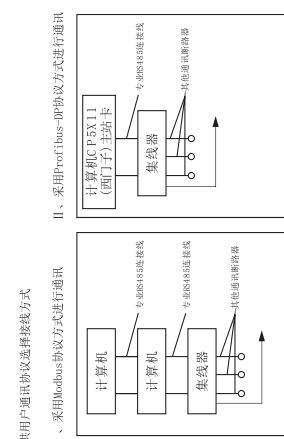 用户通讯协议选择接线方式
、采用Modbus协议方式进行通讯
计算机
计算机
集线器
专业RS485连接线
专业RS485连接线
其他通讯断路器
II、采用Profibus-DP协议方式进行通讯
计算机CP5X11
(西门子)主站卡
集线器
专业RS485连接线
其他通讯断路器